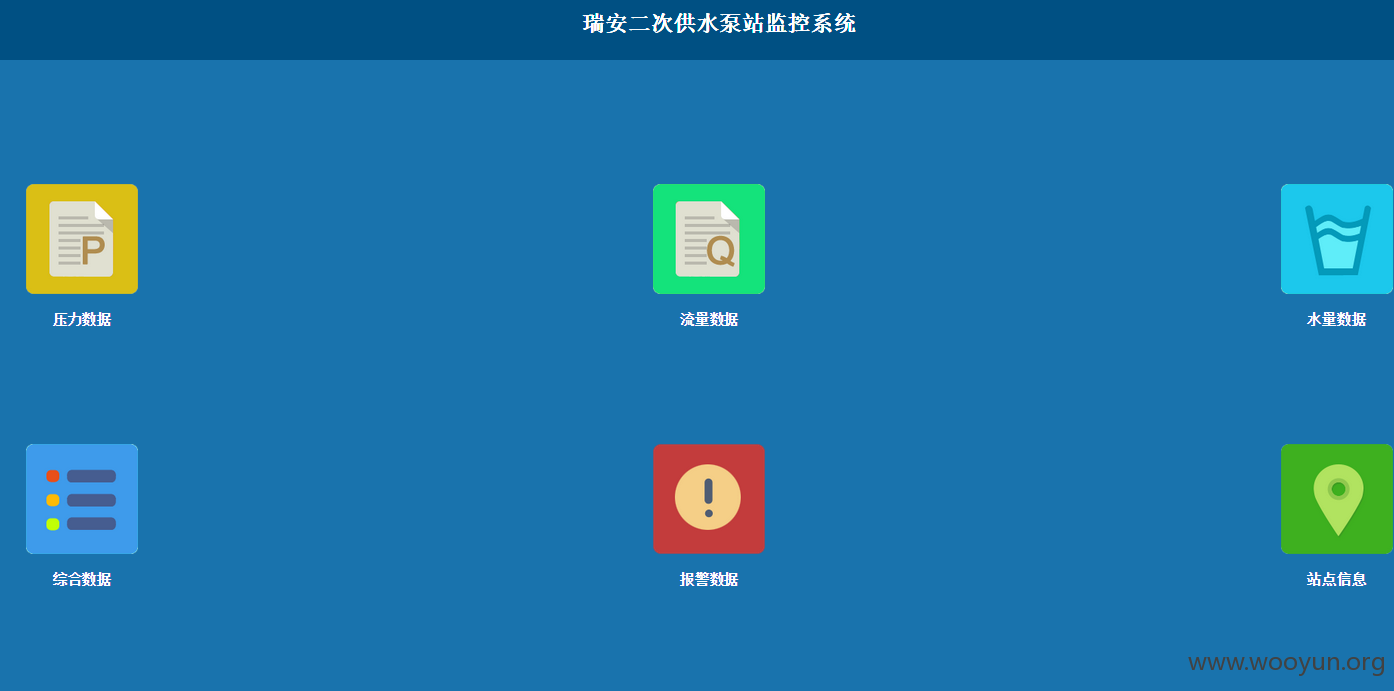 瑞安二次供水泵站监控系统
P
Q
压力数据
流量数据
水量数据
综合数据
报警数据
站点信息
www.wooyun.org